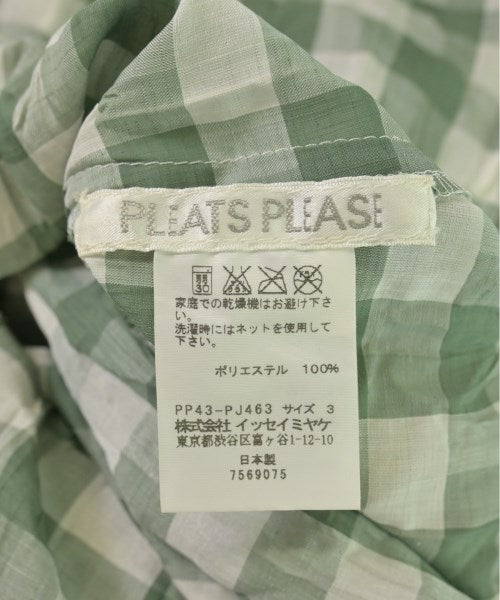 PLEATS PLEASE
家庭での乾燥機はお避け下さい。
洗濯時にはネットを使用して下さい。
ポリエステル 100%
PP43-PJ463 サイズ 3
株式会社 イッセイミヤケ
東京都渋谷区富ヶ谷1-12-10
日本製
7569075